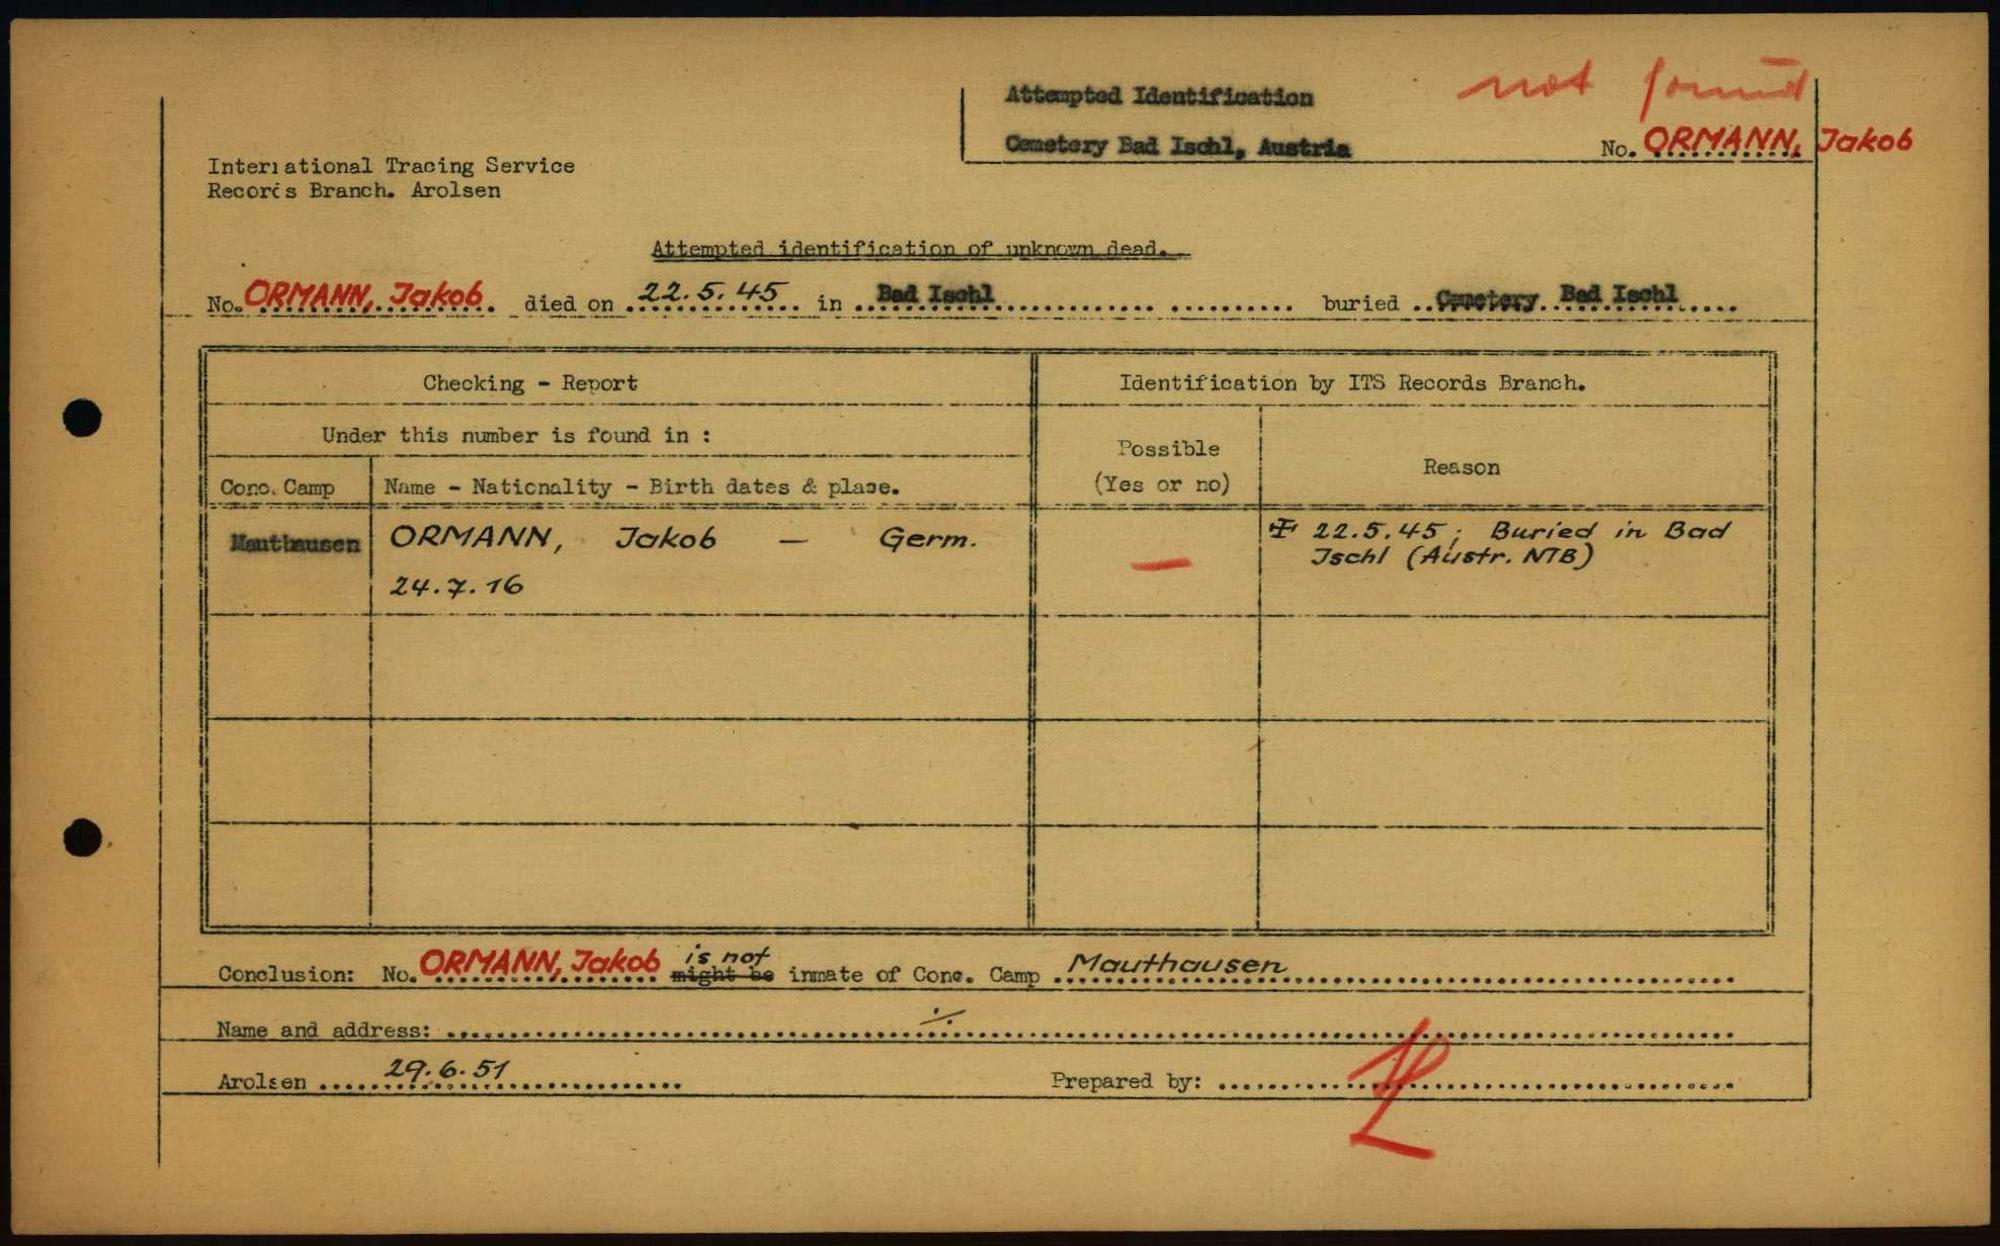 not found
Attempted Identification
Cemetery Bad Ischl, Austria
No. ORMANN, Jakob
International Tracing Service
Records Branch. Arolsen
Attempted identification of unknown dead.
No. ORMANN, Jakob died on 22.5.45 in Bad Ischl buried Cemetery Bad Ischl
Checking - Report
Identification by ITS Records Branch.
Under this number is found in :
Possible
(Yes or no)
Reason
Conc. Camp
Name - Nationality - Birth dates & place.
Mauthausen
ORMANN, Jakob — Germ.
24.7.16
—
22.5.45; Buried in Bad
Ischl (Austr. NTB)
is not
Conclusion: No. ORMANN, Jakob might be inmate of Conc. Camp Mauthausen
Name and address: ./.
Arolsen 29.6.51
Prepared by: